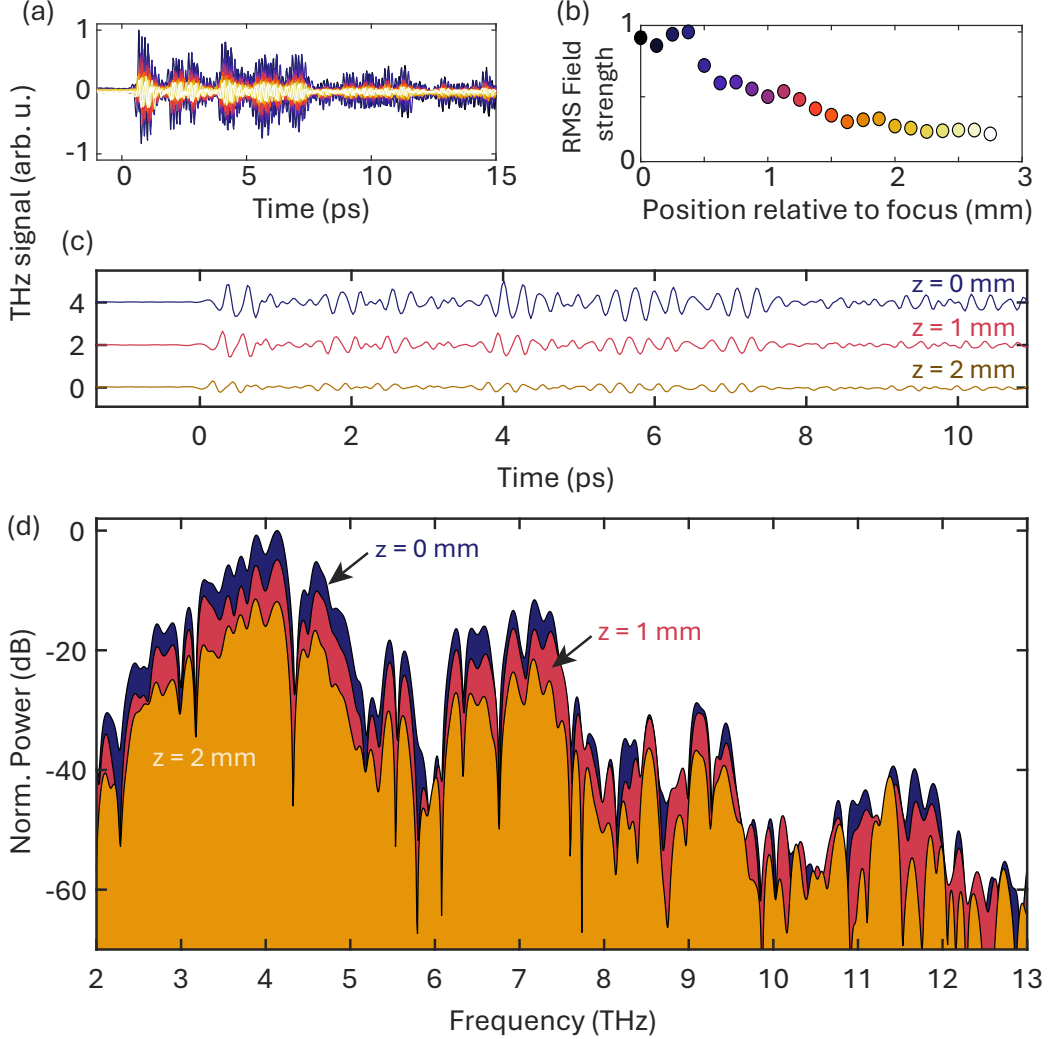 (a)
1
0
-1
0
5
10
15
Time (ps)
THz signal (arb. u.)
(b)
1
0
RMS Field
strength
0
1
2
3
Position relative to focus (mm)
(c)
4
2
0
z = 0 mm
z = 1 mm
z = 2 mm
0
2
4
6
8
10
Time (ps)
(d)
0
-20
-40
-60
Norm. Power (dB)
z = 0 mm
z = 1 mm
z = 2 mm
2
3
4
5
6
7
8
9
10
11
12
13
Frequency (THz)